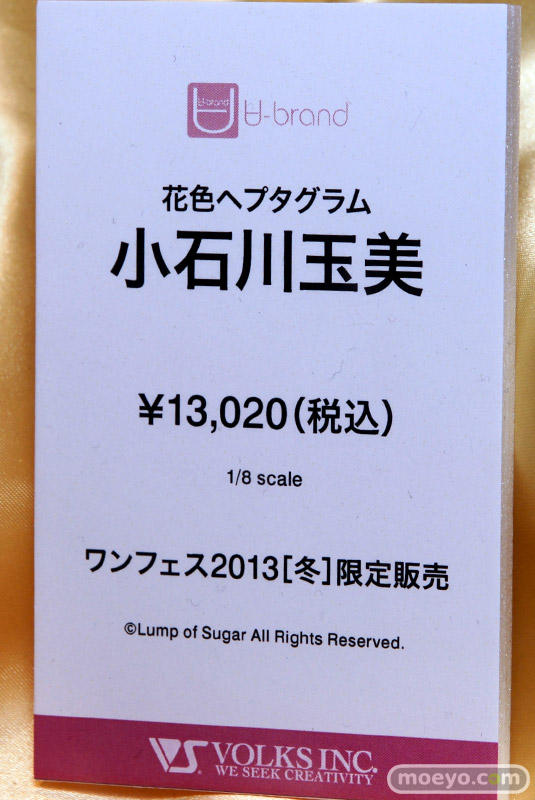 U-brand
U-brand
花色ヘプタグラム
小石川玉美
¥13,020(税込)
1/8 scale
ワンフェス2013[冬]限定販売
©Lump of Sugar All Rights Reserved.
VS VOLKS INC.
WE SEEK CREATIVITY
moeyo.com